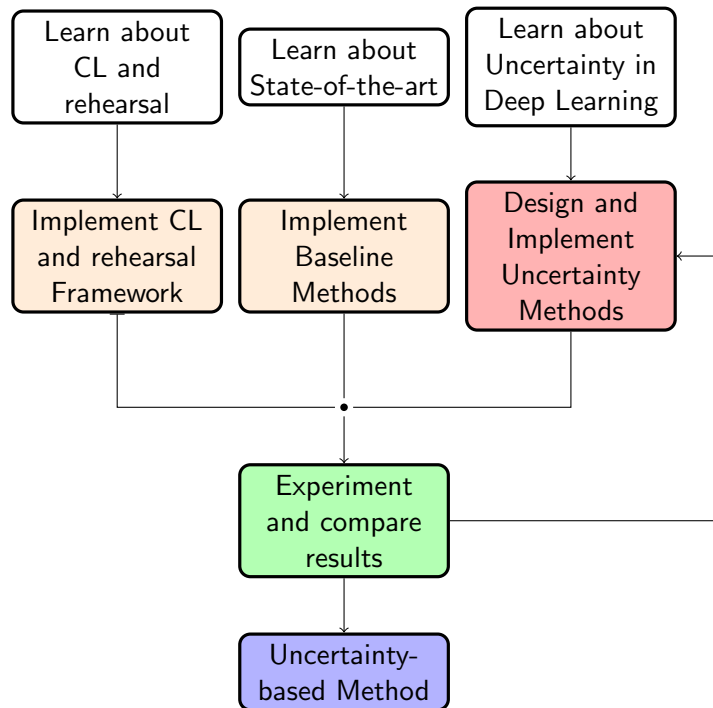 Learn about
CL and
rehearsal
Learn about
State-of-the-art
Learn about
Uncertainty in
Deep Learning
Implement CL
and rehearsal
Framework
Implement
Baseline
Methods
Design and
Implement
Uncertainty
Methods
Experiment
and compare
results
Uncertainty-
based Method